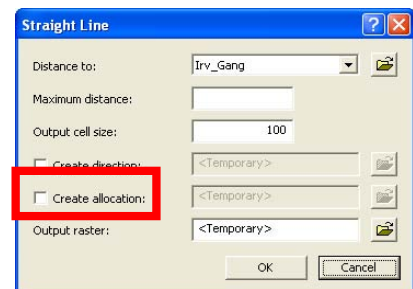 Straight Line
Distance to: Irv_Gang
Maximum distance:
Output cell size: 100
Create direction: <Temporary>
Create allocation: <Temporary>
Output raster: <Temporary>
OK Cancel